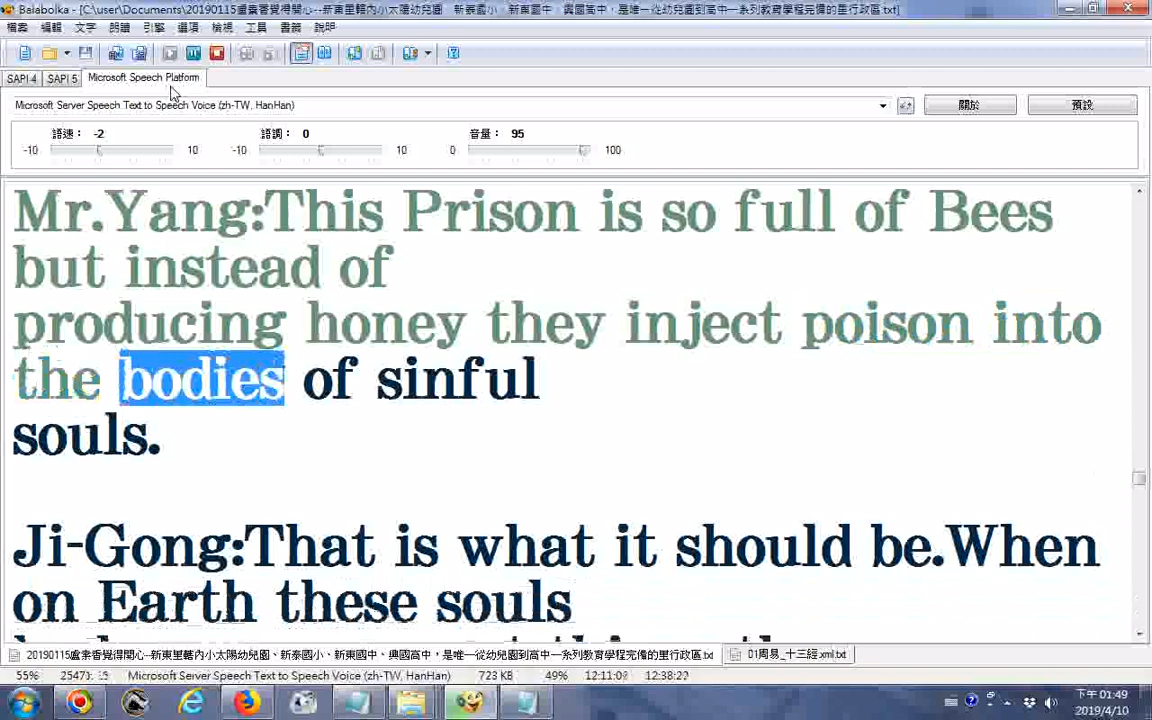 Balabolka - [C:\user\Documents\20190115盧素香覺得開心--新東里轄內小太陽幼兒園、新泰國小、新東國中、興國高中，是唯一從幼兒園到高中一系列教育學程完備的里行政區.txt]
檔案 編輯 文字 朗讀 引擎 選項 檢視 工具 書籤 說明
SAPI 4 SAPI 5 Microsoft Speech Platform
Microsoft Server Speech Text to Speech Voice (zh-TW, HanHan) 關於 預設
語速： -2 語調： 0 音量： 95
-10 10 -10 10 0 100
Mr.Yang:This Prison is so full of Bees
but instead of
producing honey they inject poison into
the bodies of sinful
souls.
Ji-Gong:That is what it should be.When
on Earth these souls
20190115盧素香覺得開心--新東里轄內小太陽幼兒園、新泰國小、新東國中、興國高中，是唯一從幼兒園到高中一系列教育學程完備的里行政區.txt 01周易_十三經.xml.txt
55% Microsoft Server Speech Text to Speech Voice (zh-TW, HanHan) 723 KB 49% 12:38:22
下午 01:49
2019/4/10